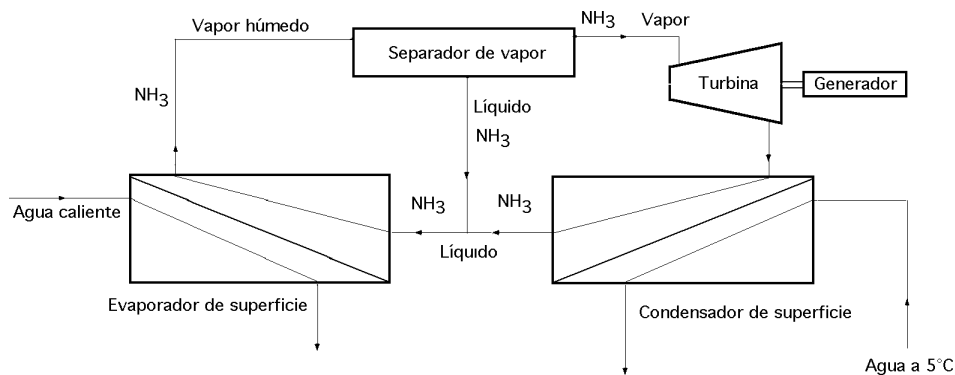 NH3
Vapor
Vapor húmedo
Separador de vapor
Turbina
Generador
NH3
Líquido
NH3
Agua caliente
NH3
NH3
Líquido
Evaporador de superficie
Condensador de superficie
Agua a 5°C